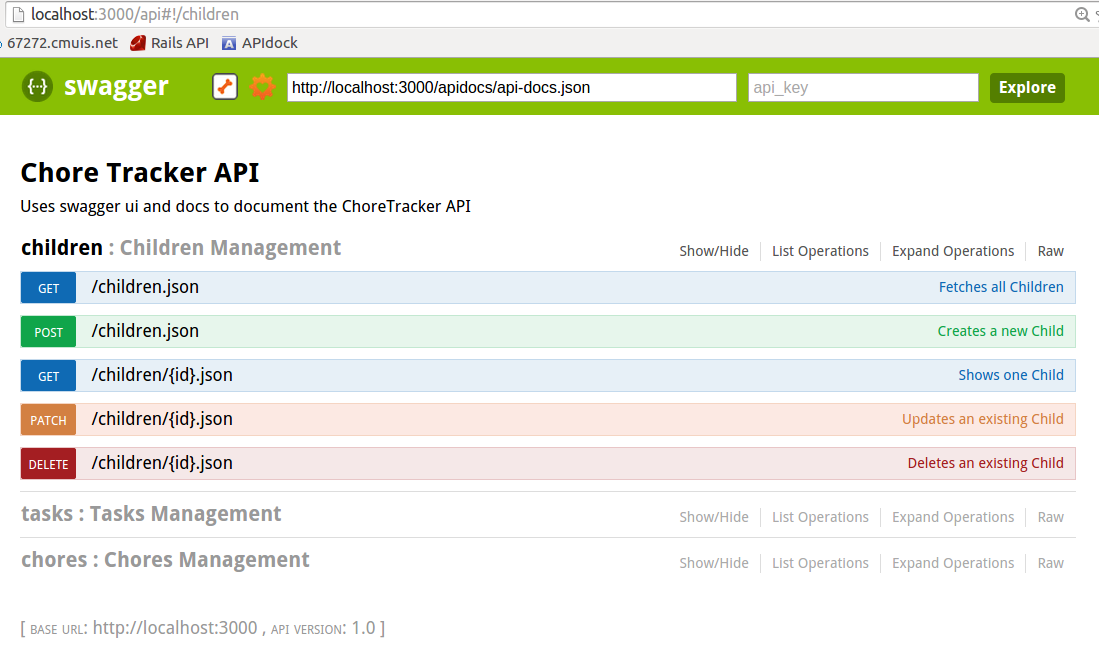 localhost:3000/api#!/children
67272.cmuis.net Rails API A APIdock
{··} swagger http://localhost:3000/apidocs/api-docs.json api_key Explore
Chore Tracker API
Uses swagger ui and docs to document the ChoreTracker API
children : Children Management Show/Hide List Operations Expand Operations Raw
GET /children.json Fetches all Children
POST /children.json Creates a new Child
GET /children/{id}.json Shows one Child
PATCH /children/{id}.json Updates an existing Child
DELETE /children/{id}.json Deletes an existing Child
tasks : Tasks Management Show/Hide List Operations Expand Operations Raw
chores : Chores Management Show/Hide List Operations Expand Operations Raw
[ BASE URL: http://localhost:3000 , API VERSION: 1.0 ]